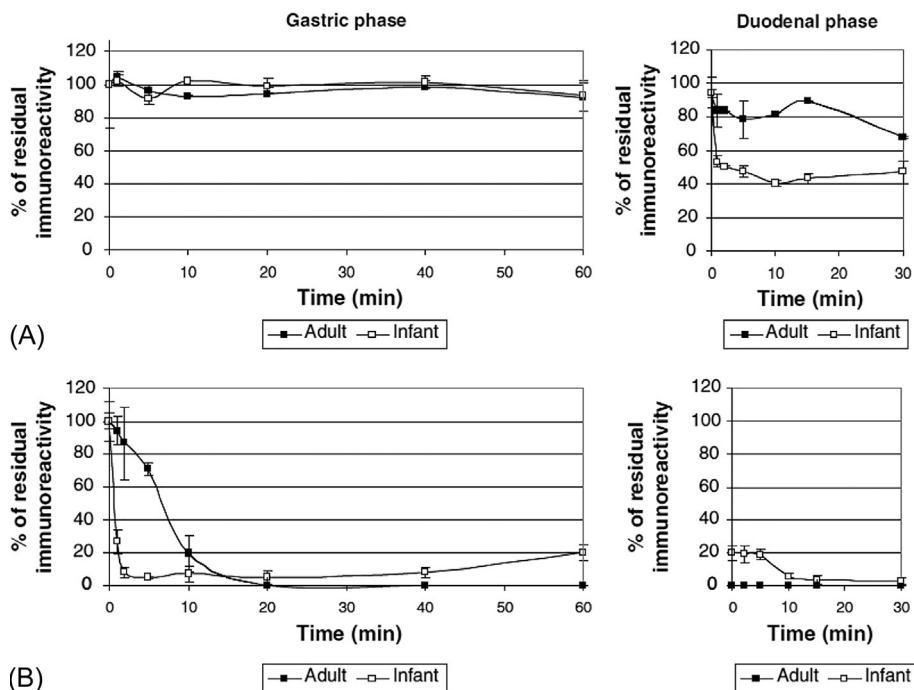 Gastric phase
120
100
80
60
40
20
0
% of residual
immunoreactivity
0 10 20 30 40 50 60
Time (min)
Adult Infant
Duodenal phase
120
100
80
60
40
20
0
% of residual
immunoreactivity
0 10 20 30
Time (min)
Adult Infant
(A)
120
100
80
60
40
20
0
% of residual
immunoreactivity
0 10 20 30 40 50 60
Time (min)
Adult Infant
120
100
80
60
40
20
0
% of residual
immunoreactivity
0 10 20 30
Time (min)
Adult Infant
(B)